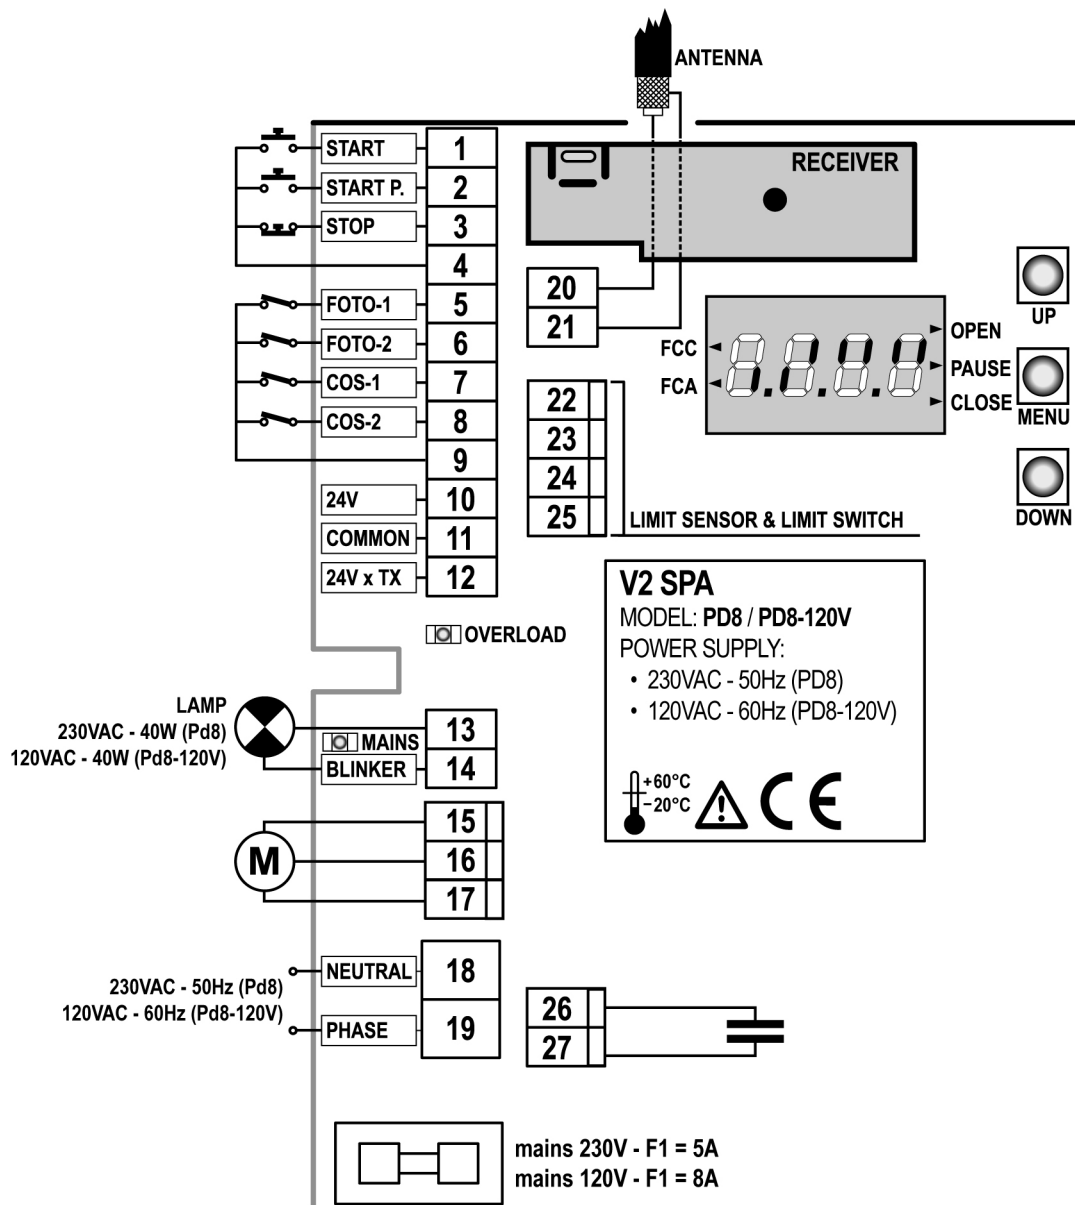 ANTENNA
START 1
START P. 2
STOP 3
4
FOTO-1 5
FOTO-2 6
COS-1 7
COS-2 8
9
24V 10
COMMON 11
24V x TX 12
OVERLOAD
RECEIVER
20
21
FCC
FCA
OPEN
PAUSE
CLOSE
UP
MENU
DOWN
22
23
24
25
LIMIT SENSOR & LIMIT SWITCH
V2 SPA
MODEL: PD8 / PD8-120V
POWER SUPPLY:
• 230VAC - 50Hz (PD8)
• 120VAC - 60Hz (PD8-120V)
+60°C
-20°C
CE
LAMP
230VAC - 40W (Pd8)
120VAC - 40W (Pd8-120V)
MAINS
13
BLINKER 14
M
15
16
17
230VAC - 50Hz (Pd8)
120VAC - 60Hz (Pd8-120V)
NEUTRAL 18
PHASE 19
26
27
mains 230V - F1 = 5A
mains 120V - F1 = 8A